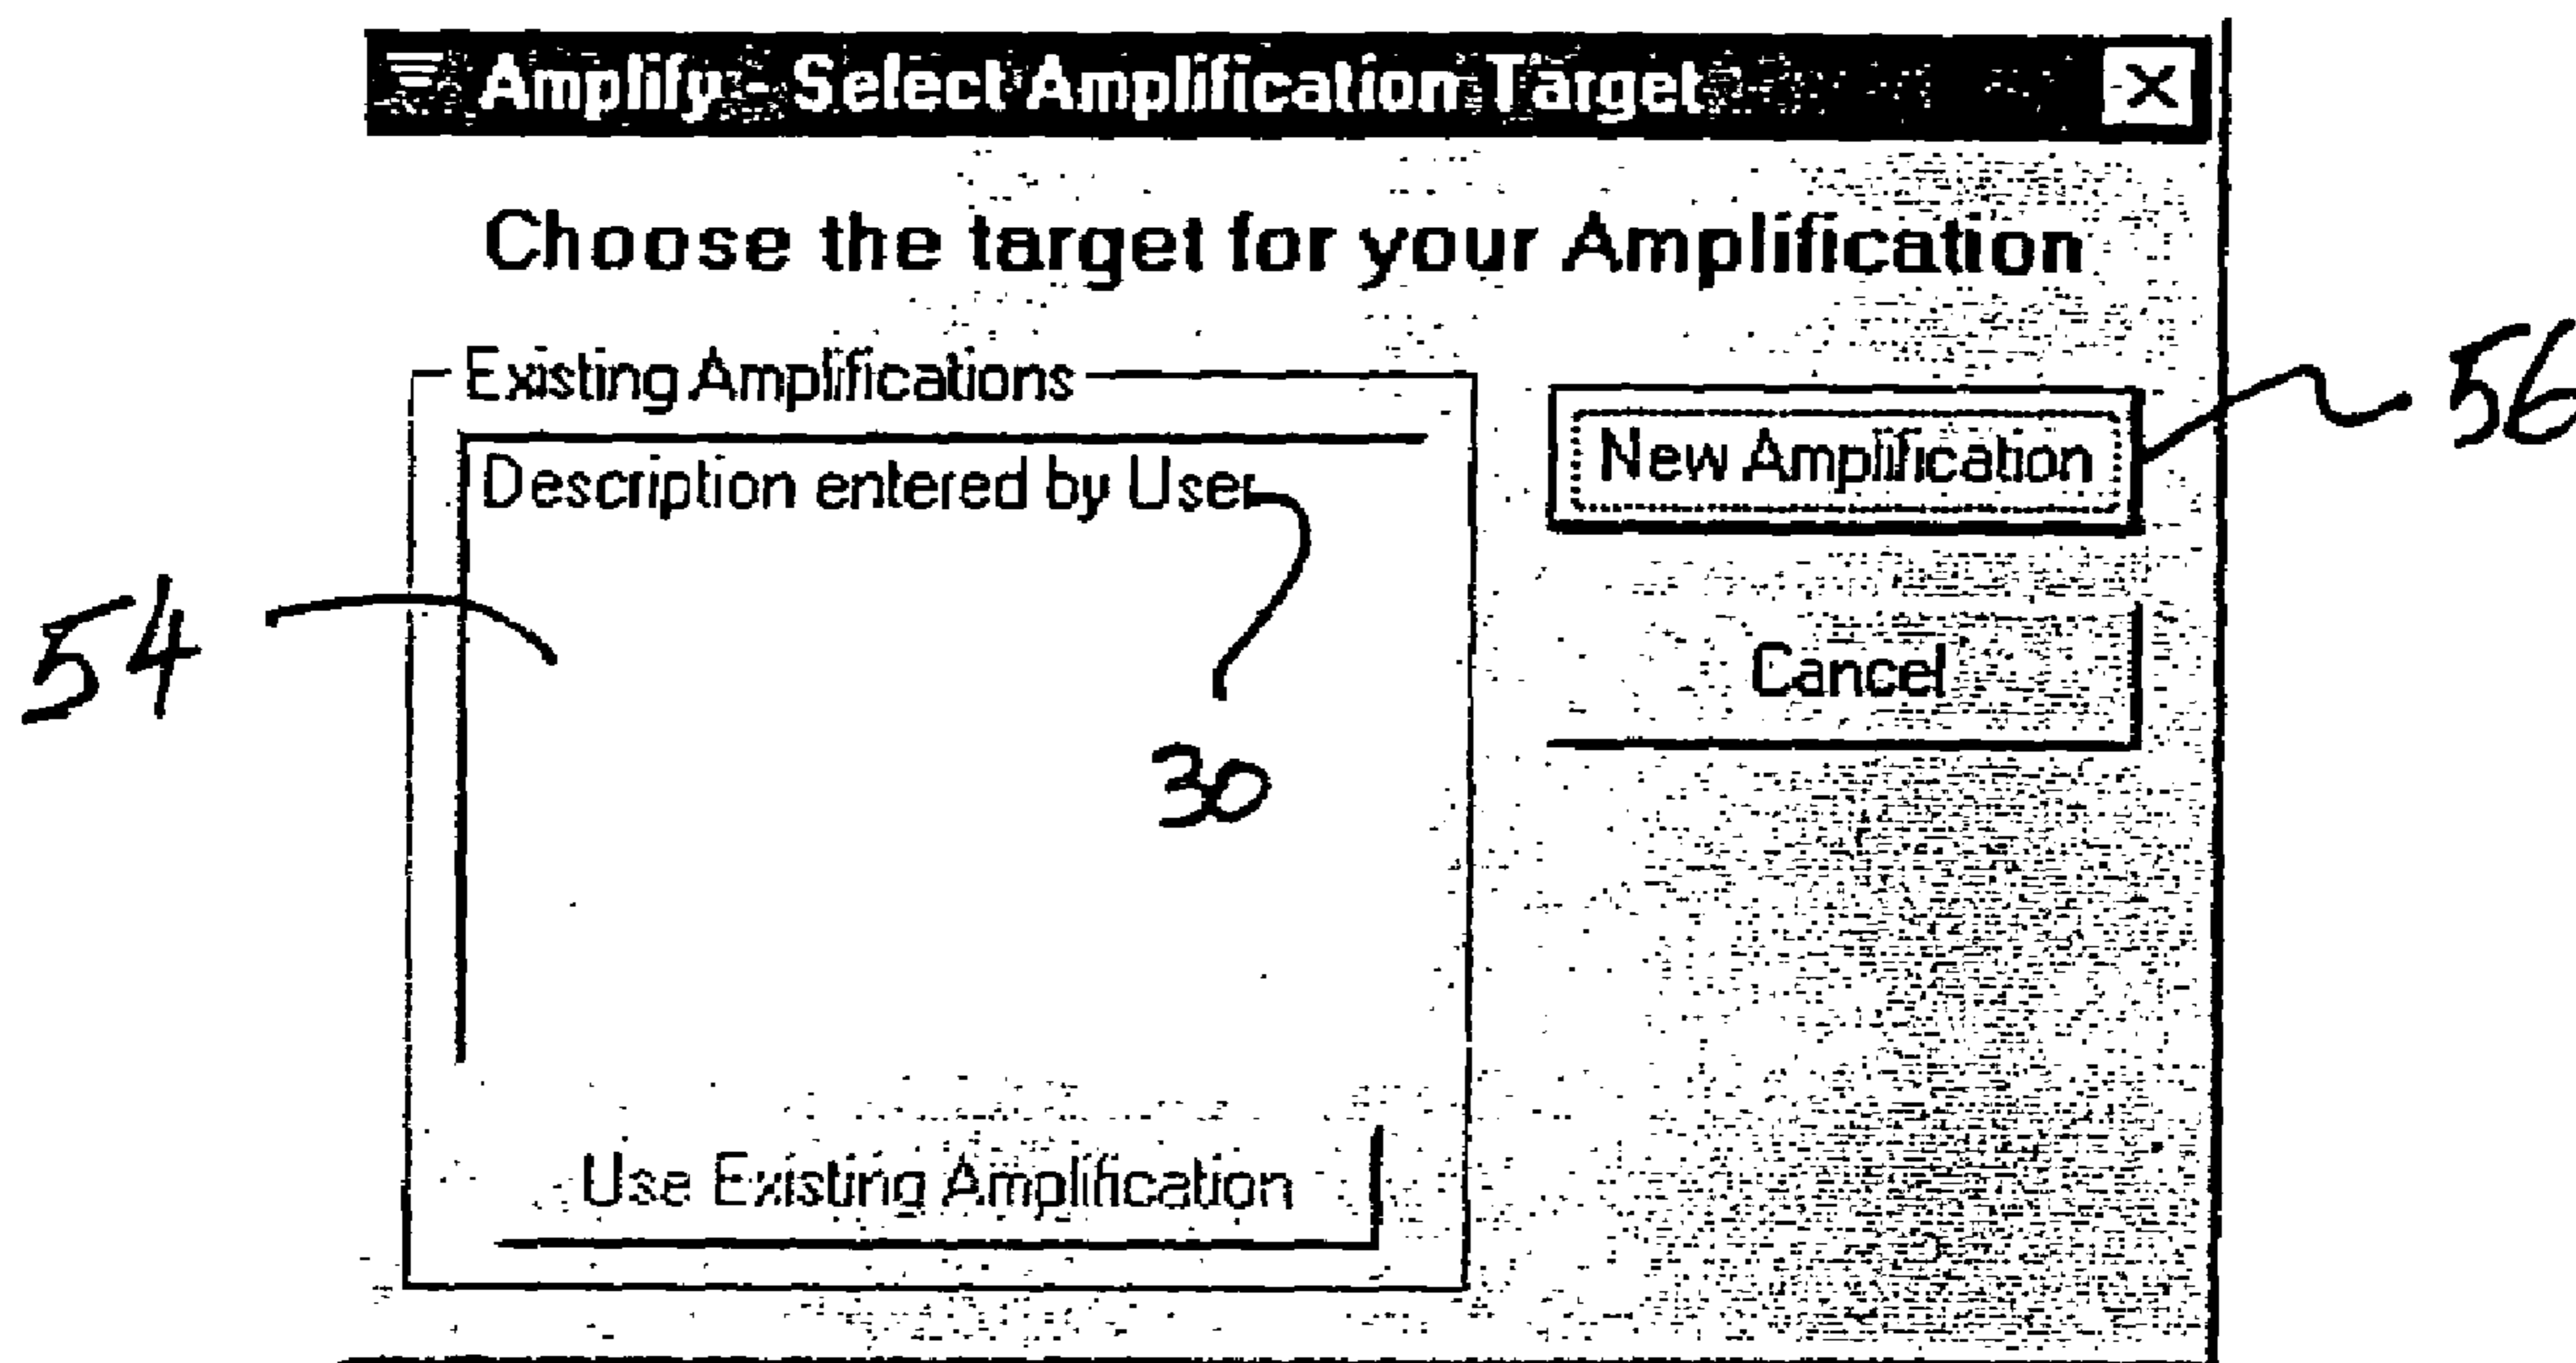 Amplify - Select Amplification Target
Choose the target for your Amplification
Existing Amplifications
Description entered by User
New Amplification
56
Cancel
54
30
Use Existing Amplification